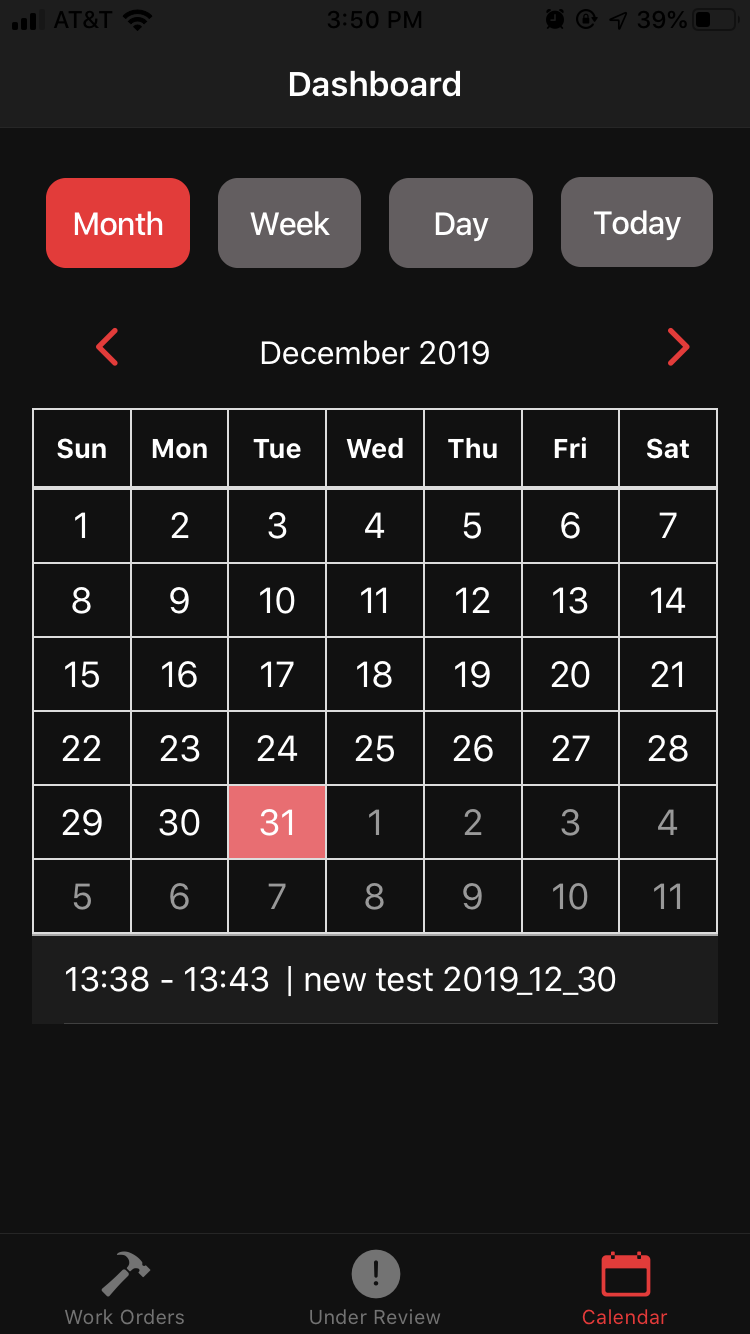 AT&T 3:50 PM 39%
Dashboard
Month Week Day Today
December 2019
Sun Mon Tue Wed Thu Fri Sat
1 2 3 4 5 6 7
8 9 10 11 12 13 14
15 16 17 18 19 20 21
22 23 24 25 26 27 28
29 30 31 1 2 3 4
5 6 7 8 9 10 11
13:38 - 13:43 | new test 2019_12_30
Work Orders Under Review Calendar